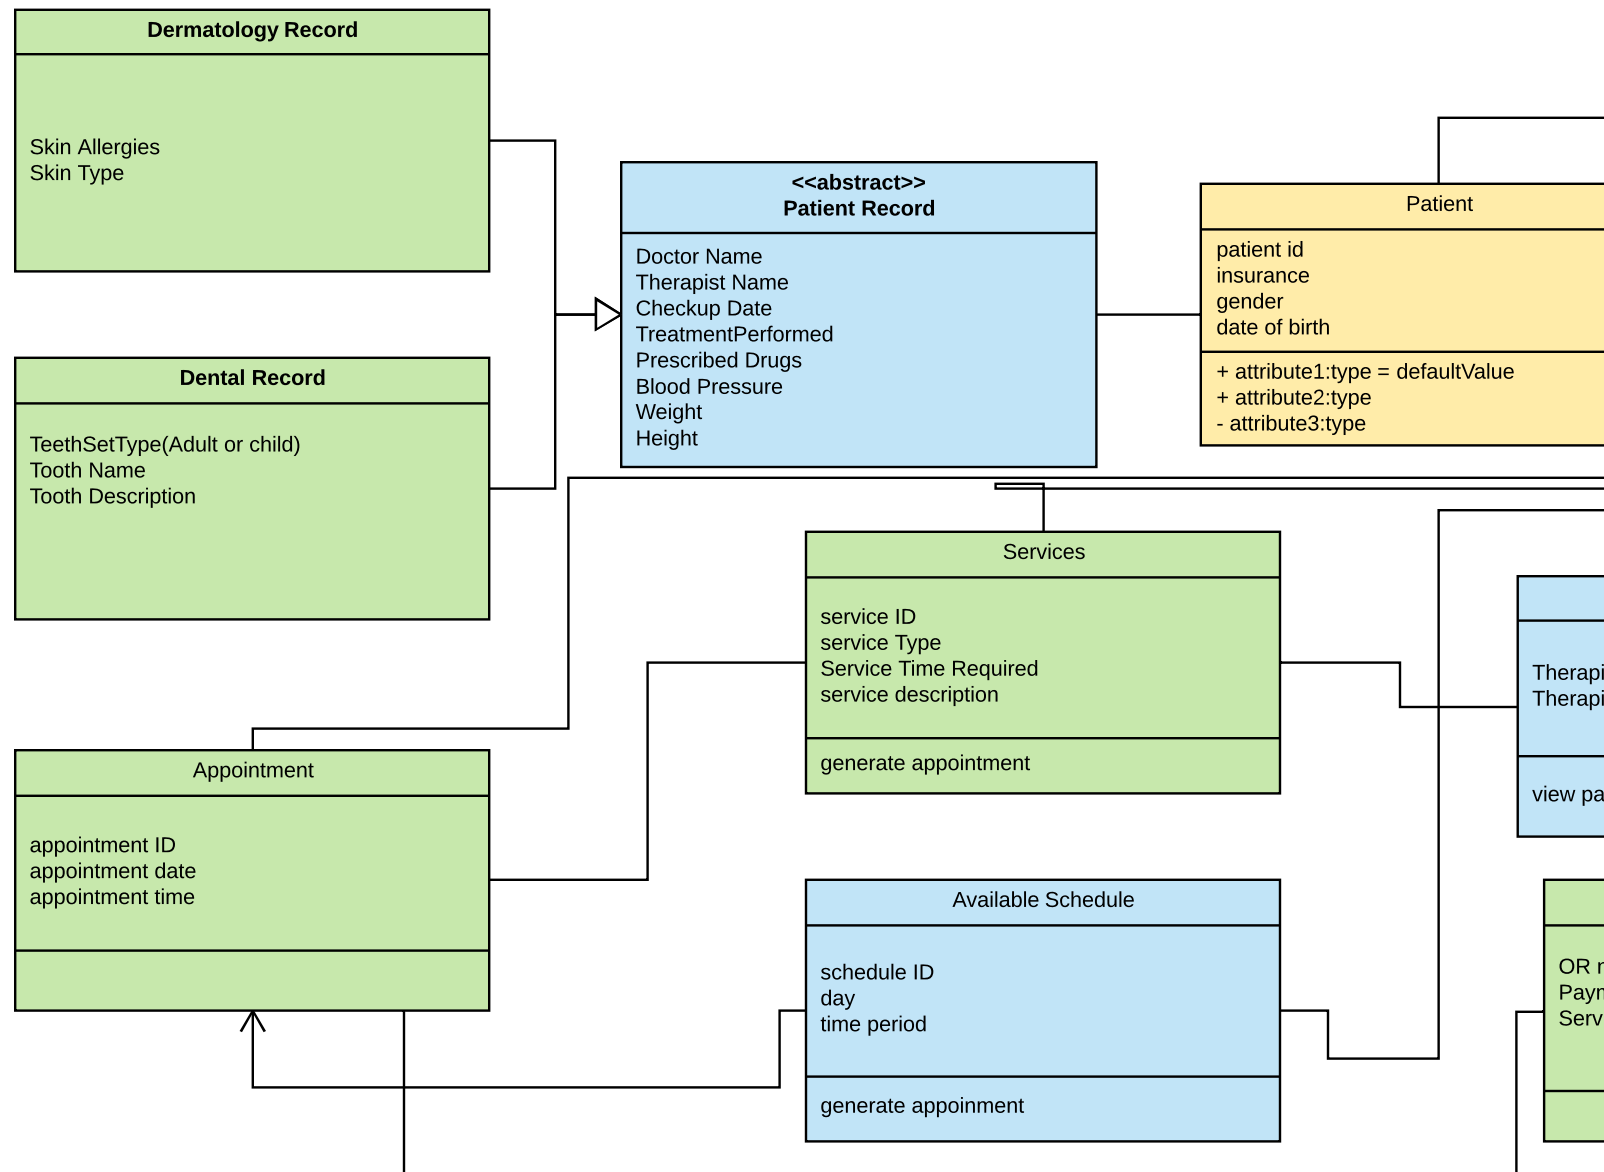 Dermatology Record
Skin Allergies
Skin Type
<<abstract>>
Patient Record
Doctor Name
Therapist Name
Checkup Date
TreatmentPerformed
Prescribed Drugs
Blood Pressure
Weight
Height
Patient
patient id
insurance
gender
date of birth
+ attribute1:type = defaultValue
+ attribute2:type
- attribute3:type
Dental Record
TeethSetType(Adult or child)
Tooth Name
Tooth Description
Services
service ID
service Type
Service Time Required
service description
generate appointment
view
Appointment
appointment ID
appointment date
appointment time
Available Schedule
schedule ID
day
time period
generate appoinment
OR